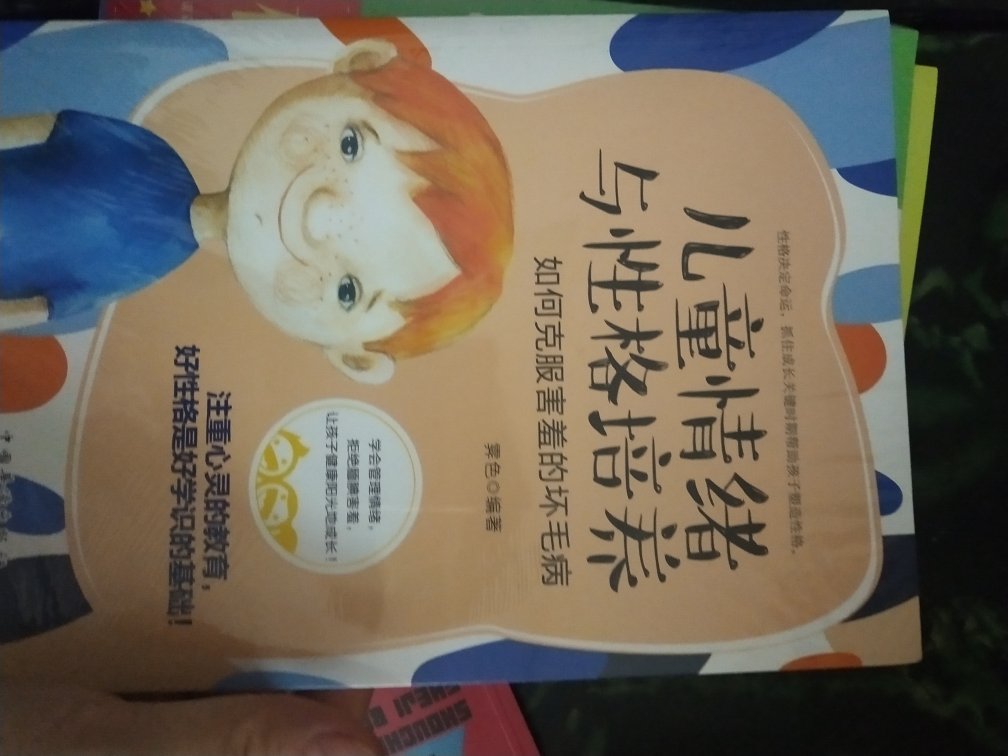 性格决定命运，抓住成长关键时期帮助孩子塑造性格。
儿童情绪
与性格培养
如何克服害羞的坏毛病
霁色◎编著
学会管理情绪，
拒绝腼腆害羞，
让孩子健康阳光地成长！
注重心灵的教育，
好性格是好学识的基础！
SHOUCHI